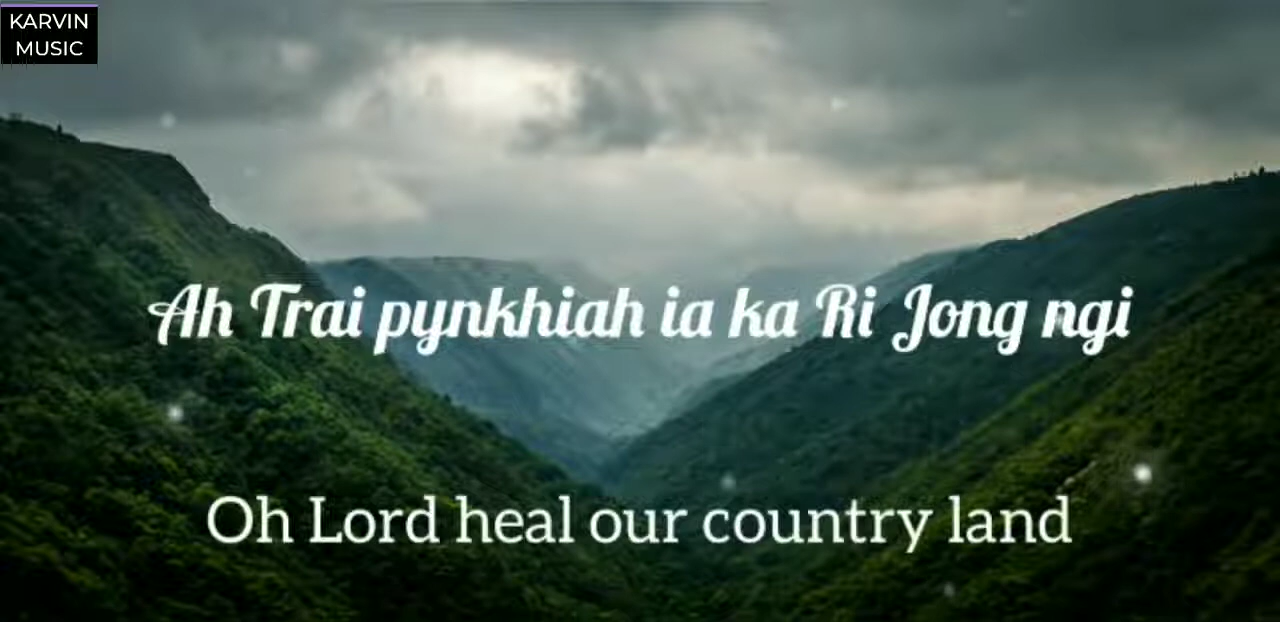 KARVIN
MUSIC
Ah Trai pynkhiah ia ka Ri Jong ngi
Oh Lord heal our country land